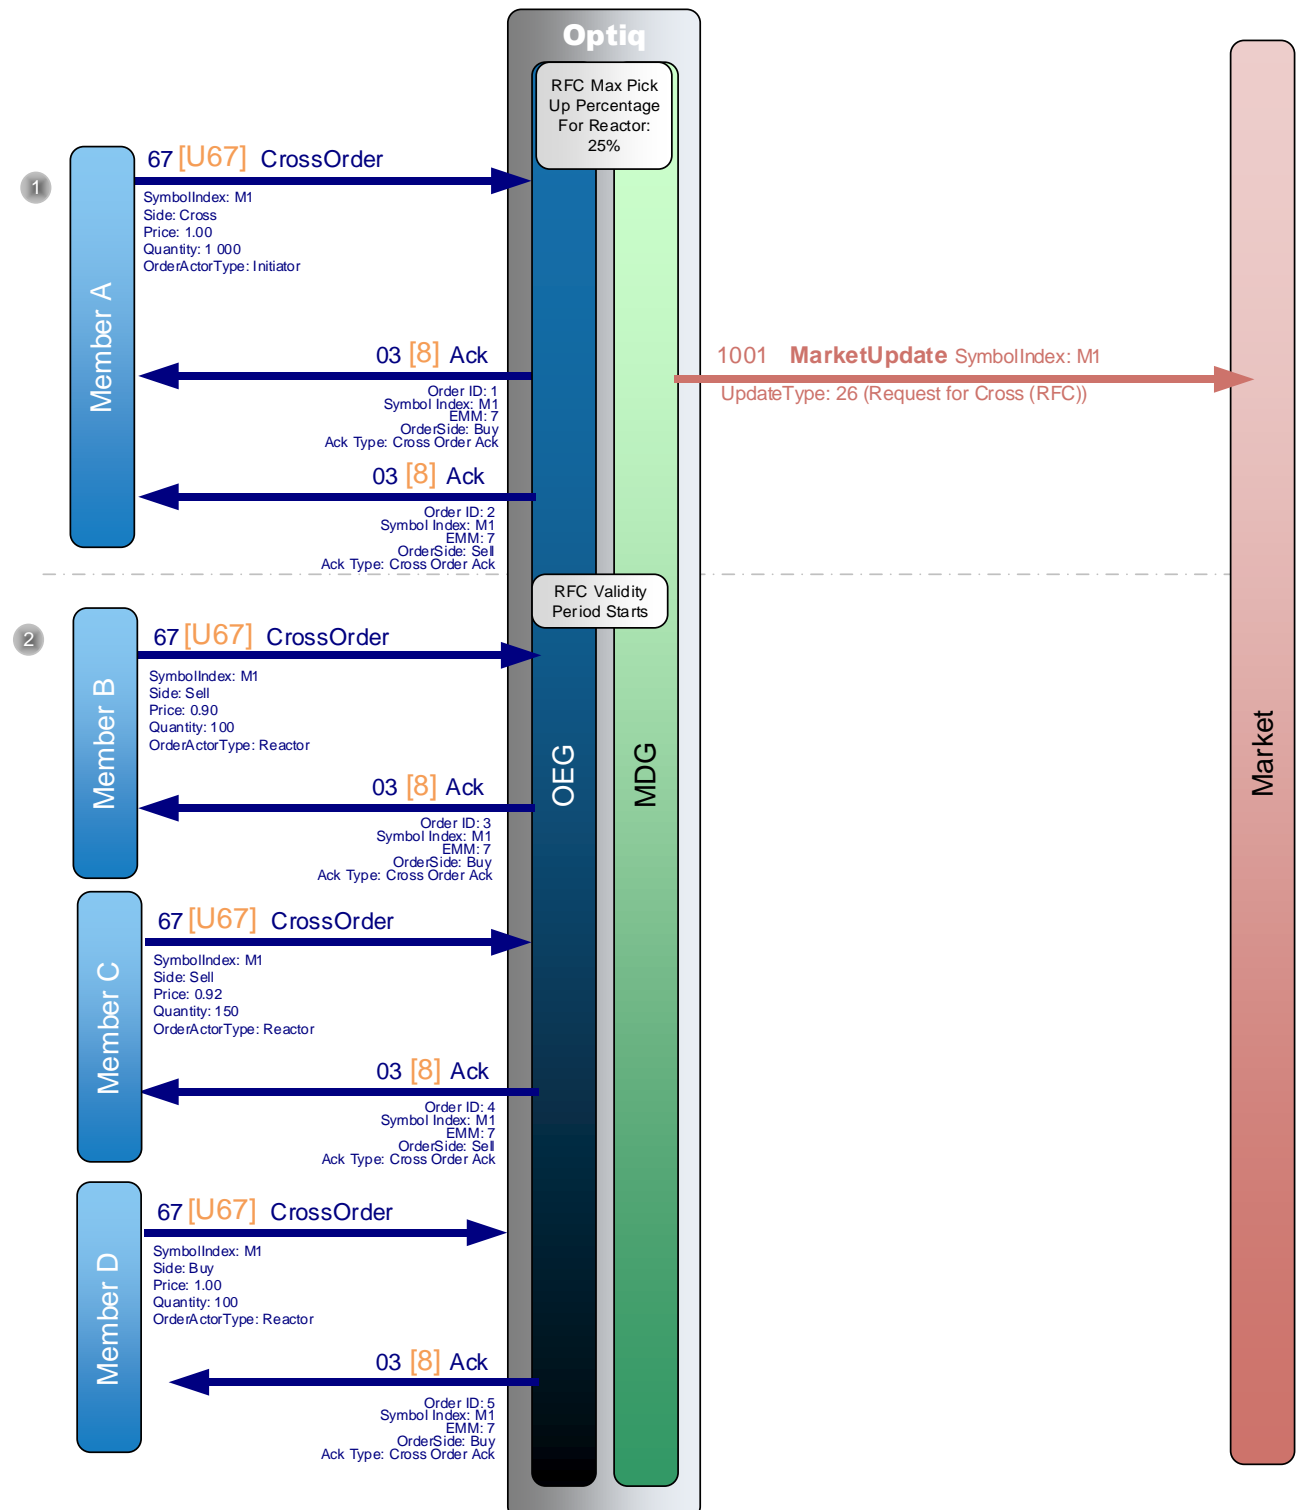 Optiq
RFC Max Pick
Up Percentage
For Reactor:
25%
1
Member A
67 [U67] CrossOrder
SymbolIndex: M1
Side: Cross
Price: 1.00
Quantity: 1 000
OrderActorType: Initiator
03 [8] Ack
Order ID: 1
Symbol Index: M1
EMM: 7
OrderSide: Buy
Ack Type: Cross Order Ack
1001 MarketUpdate SymbolIndex: M1
UpdateType: 26 (Request for Cross (RFC))
03 [8] Ack
Order ID: 2
Symbol Index: M1
EMM: 7
OrderSide: Sell
Ack Type: Cross Order Ack
RFC Validity
Period Starts
2
Member B
67 [U67] CrossOrder
SymbolIndex: M1
Side: Sell
Price: 0.90
Quantity: 100
OrderActorType: Reactor
OEG
MDG
Market
03 [8] Ack
Order ID: 3
Symbol Index: M1
EMM: 7
OrderSide: Buy
Ack Type: Cross Order Ack
Member C
67 [U67] CrossOrder
SymbolIndex: M1
Side: Sell
Price: 0.92
Quantity: 150
OrderActorType: Reactor
03 [8] Ack
Order ID: 4
Symbol Index: M1
EMM: 7
OrderSide: Sell
Ack Type: Cross Order Ack
Member D
67 [U67] CrossOrder
SymbolIndex: M1
Side: Buy
Price: 1.00
Quantity: 100
OrderActorType: Reactor
03 [8] Ack
Order ID: 5
Symbol Index: M1
EMM: 7
OrderSide: Buy
Ack Type: Cross Order Ack